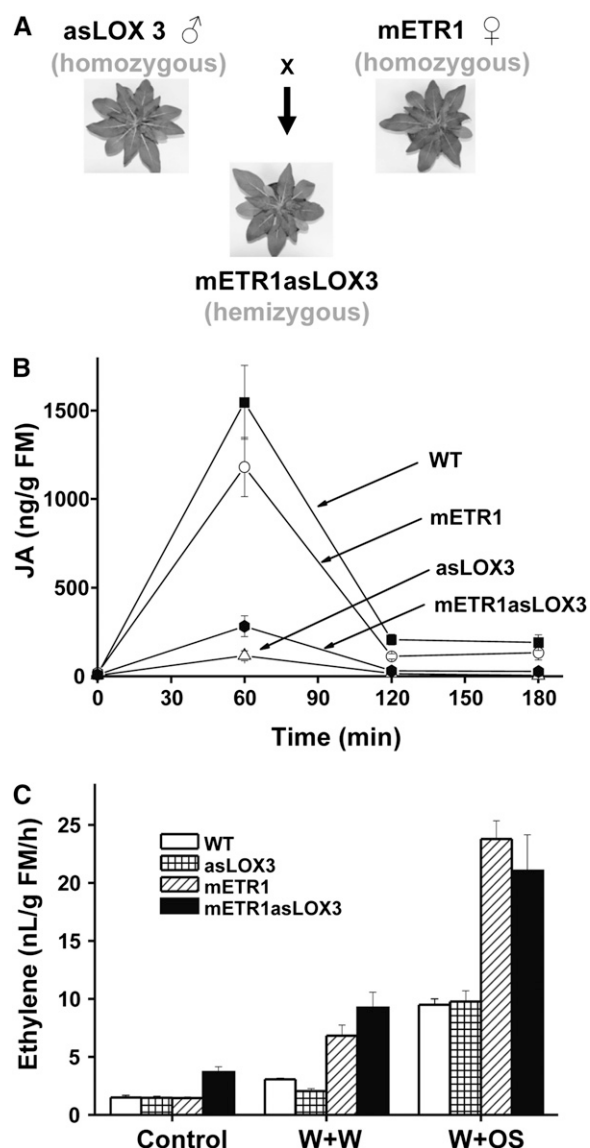 A
asLOX 3 ♂
(homozygous)
x
mETR1 ♀
(homozygous)
mETR1asLOX3
(hemizygous)
B
JA (ng/g FM)
1500
1000
500
0
WT
mETR1
asLOX3
mETR1asLOX3
0 30 60 90 120 150 180
Time (min)
C
Ethylene (nL/g FM/h)
25
20
15
10
5
0
WT
asLOX3
mETR1
mETR1asLOX3
Control W+W W+OS